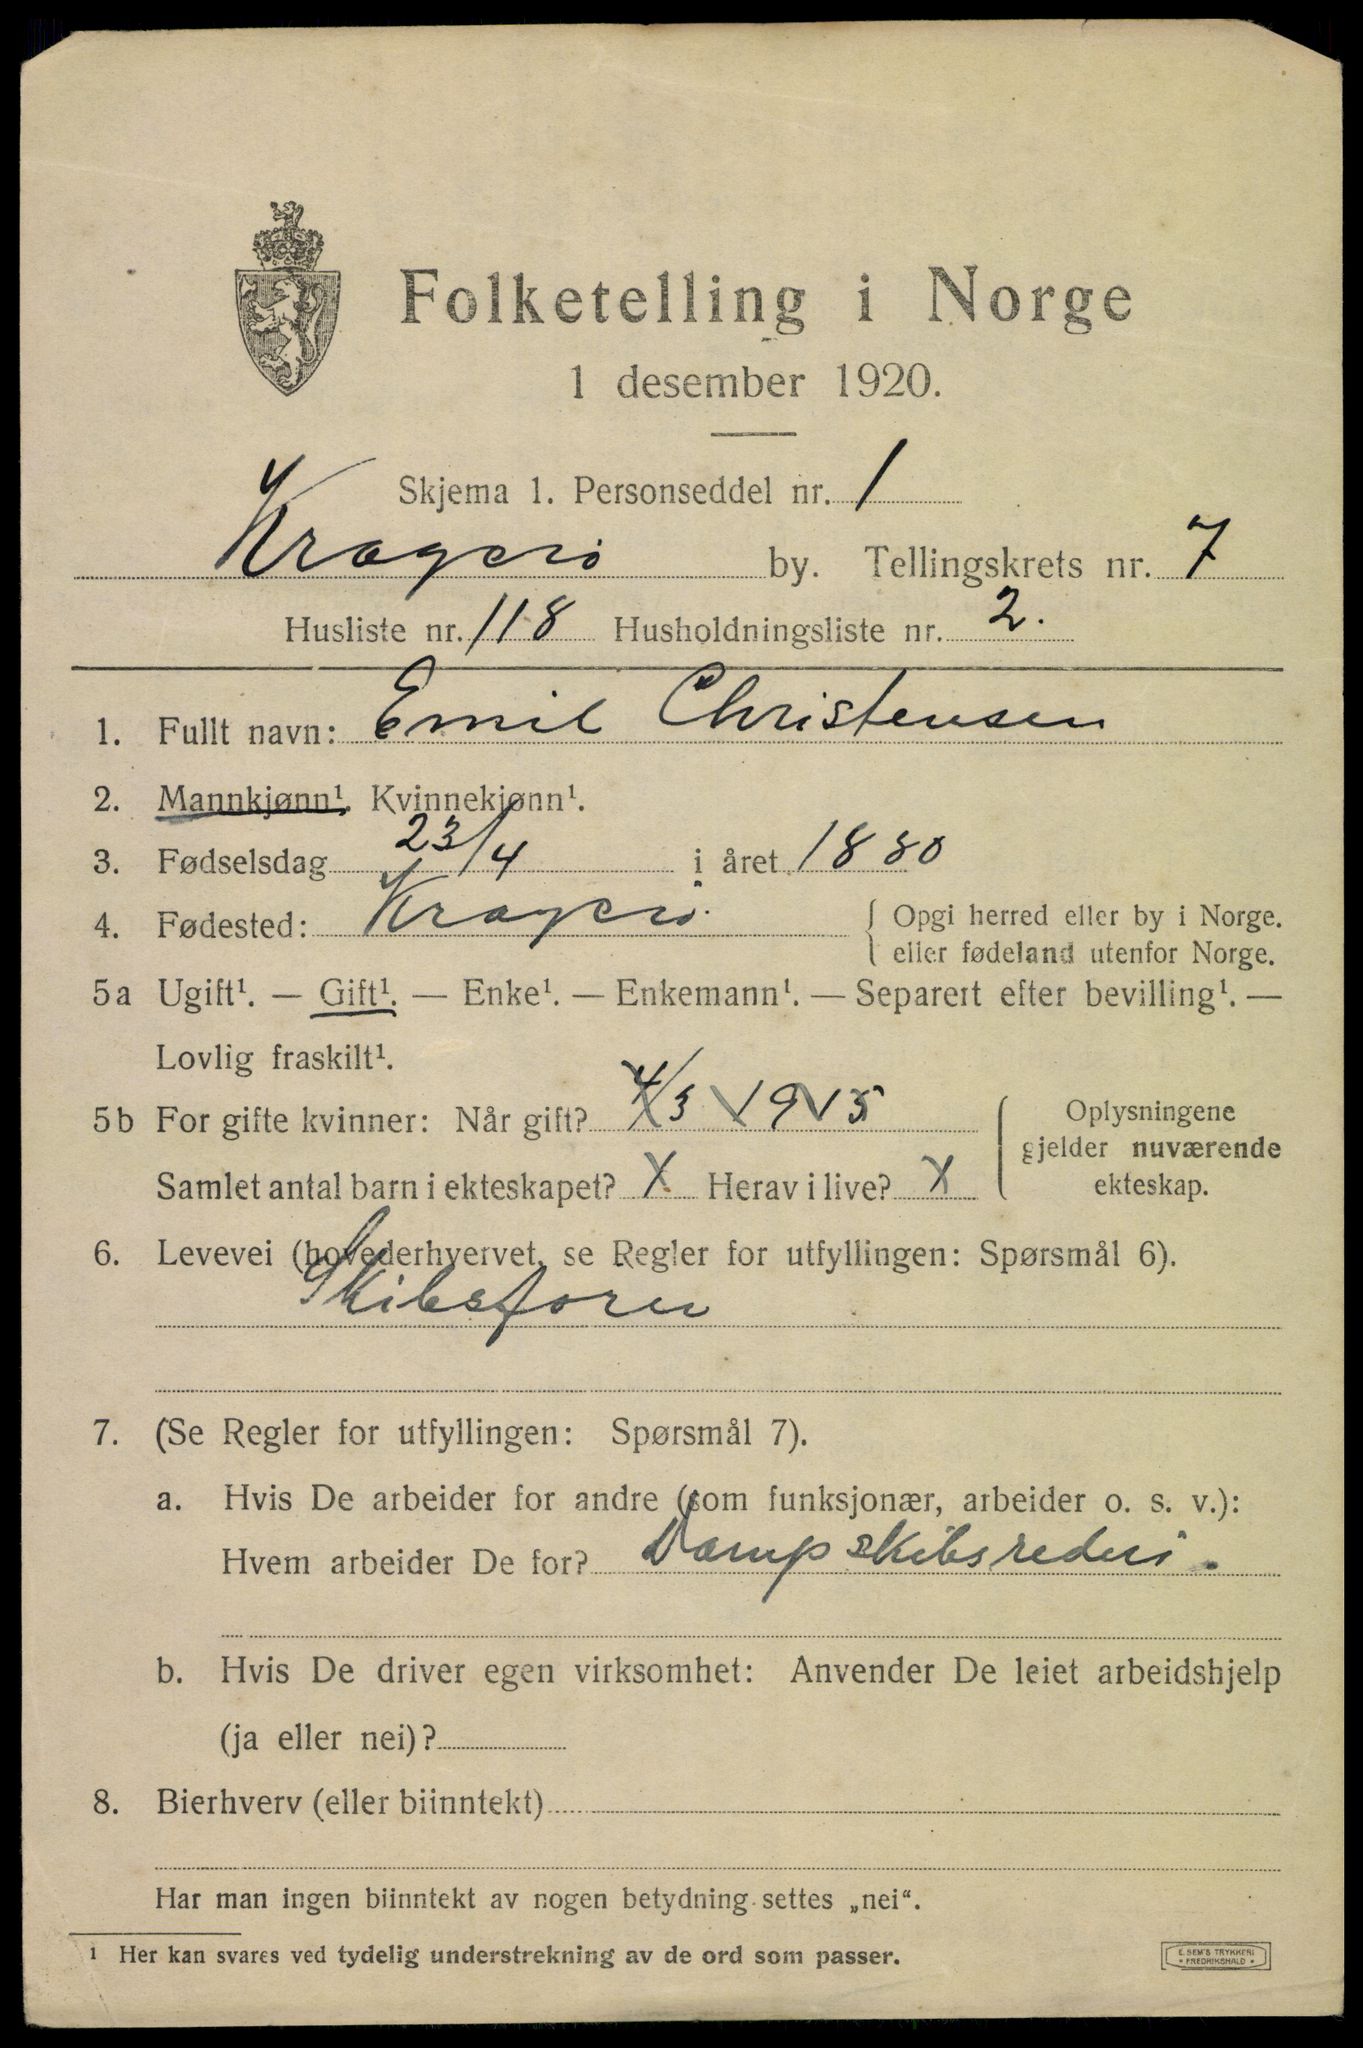 Folketelling i Norge
1 desember 1920.
Skjema 1. Personseddel nr. 1
Kragerø by. Tellingskrets nr. 7
Husliste nr. 118 Husholdningsliste nr. 2.
1. Fullt navn: Emil Christensen
2. Mannkjønn¹. Kvinnekjønn¹.
3. Fødselsdag 23/4 i året 1880
4. Fødested: Kragerø. { Opgi herred eller by i Norge.
{ eller fødeland utenfor Norge.
5a Ugift¹. — Gift¹. — Enke¹. — Enkemann¹. — Separert efter bevilling¹. —
Lovlig fraskilt¹.
5b For gifte kvinner: Når gift? 4/3 1915
Oplysningene
gjelder nuværende
ekteskap.
Samlet antal barn i ekteskapet? X Herav i live? X
6. Levevei (hovederhvervet, se Regler for utfyllingen: Spørsmål 6).
Skibsfører
7. (Se Regler for utfyllingen: Spørsmål 7).
a. Hvis De arbeider for andre (som funksjonær, arbeider o. s. v.):
Hvem arbeider De for? Dampskibsrederi.
b. Hvis De driver egen virksomhet: Anvender De leiet arbeidshjelp
(ja eller nei)?
8. Bierhverv (eller biinntekt)
Har man ingen biinntekt av nogen betydning settes „nei“.
¹ Her kan svares ved tydelig understrekning av de ord som passer.
E. SEM'S TRYKKERI
* FREDRIKSHALD *